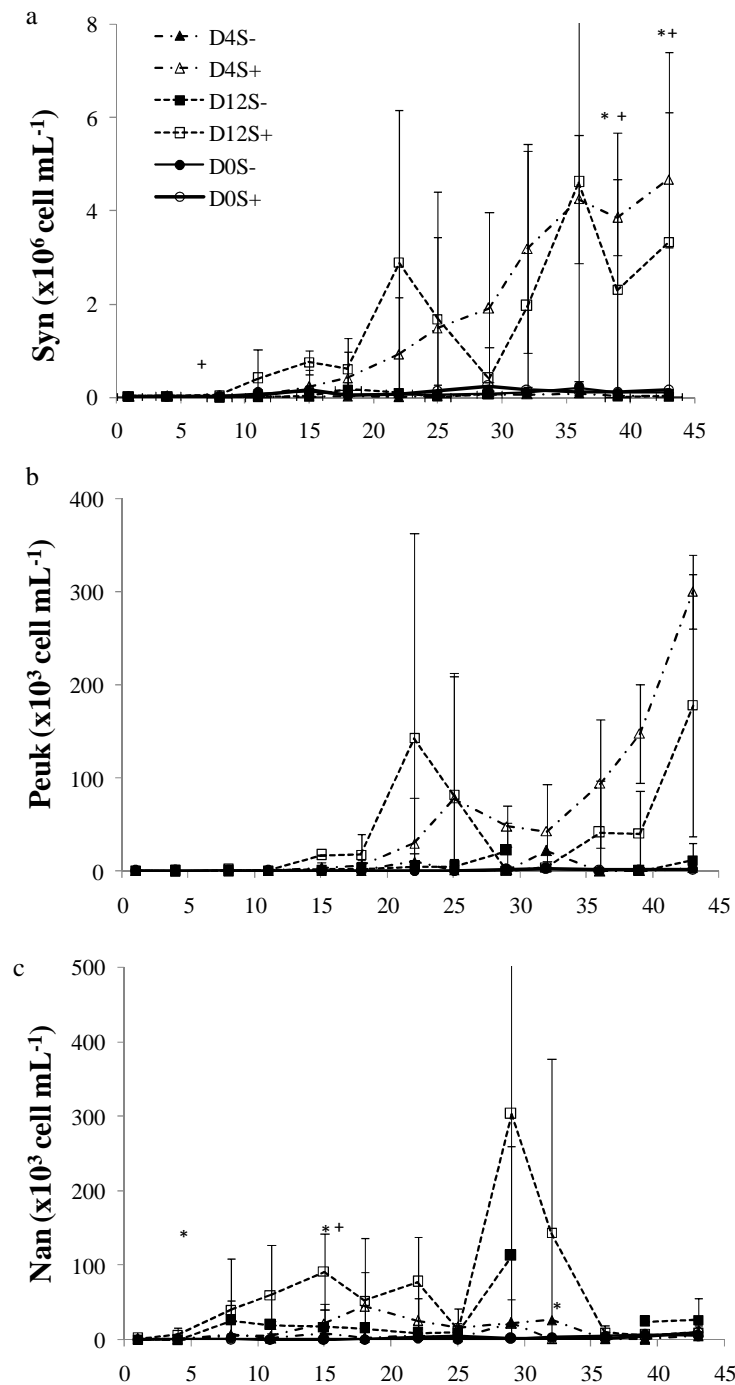 a
8
6
4
2
0
Syn (x10⁶ cell mL⁻¹)
D4S-
D4S+
D12S-
D12S+
D0S-
D0S+
+
* +
*+
0 5 10 15 20 25 30 35 40 45
b
400
300
200
100
0
Peuk (x10³ cell mL⁻¹)
0 5 10 15 20 25 30 35 40 45
c
500
400
300
200
100
0
Nan (x10³ cell mL⁻¹)
*
* +
*
0 5 10 15 20 25 30 35 40 45